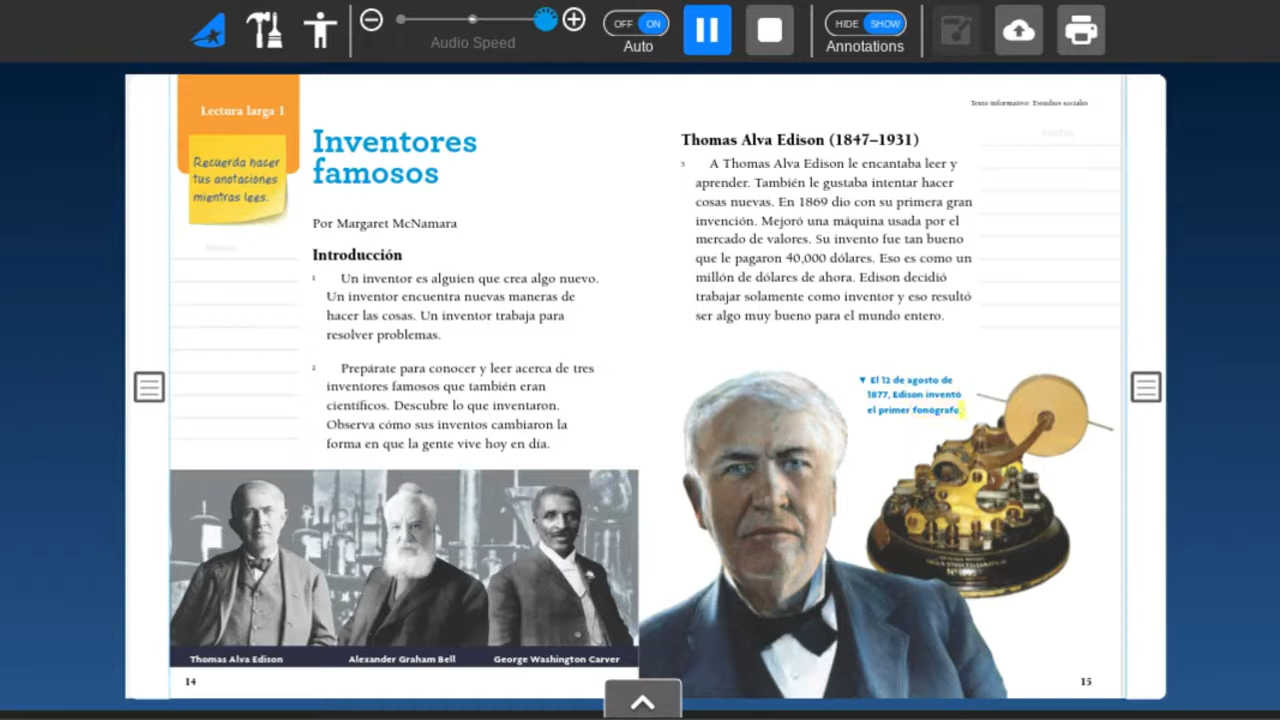 Audio Speed
OFF ON
Auto
HIDE SHOW
Annotations
Lectura larga 1
Recuerda hacer
tus anotaciones
mientras lees.
Inventores
famosos
Por Margaret McNamara
Introducción
1 Un inventor es alguien que crea algo nuevo.
Un inventor encuentra nuevas maneras de
hacer las cosas. Un inventor trabaja para
resolver problemas.
2 Prepárate para conocer y leer acerca de tres
inventores famosos que también eran
científicos. Descubre lo que inventaron.
Observa cómo sus inventos cambiaron la
forma en que la gente vive hoy en día.
Thomas Alva Edison
Alexander Graham Bell
George Washington Carver
14
Texto informativo: Estudios sociales
Thomas Alva Edison (1847–1931)
3 A Thomas Alva Edison le encantaba leer y
aprender. También le gustaba intentar hacer
cosas nuevas. En 1869 dio con su primera gran
invención. Mejoró una máquina usada por el
mercado de valores. Su invento fue tan bueno
que le pagaron 40,000 dólares. Eso es como un
millón de dólares de ahora. Edison decidió
trabajar solamente como inventor y eso resultó
ser algo muy bueno para el mundo entero.
▼ El 12 de agosto de
1877, Edison inventó
el primer fonógrafo.
15